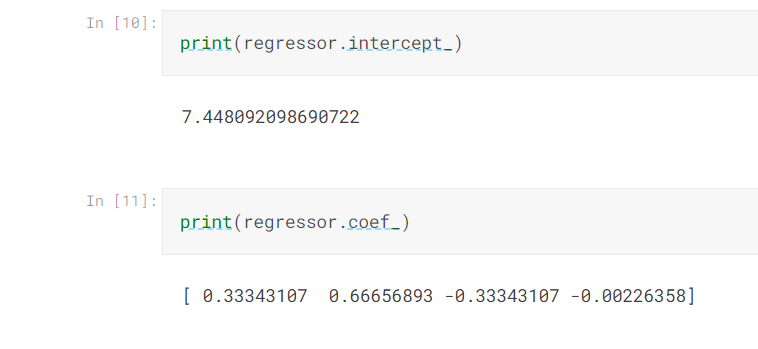 In [10]:
print(regressor.intercept_)
7.448092098690722
In [11]:
print(regressor.coef_)
[ 0.33343107  0.66656893 -0.33343107 -0.00226358]